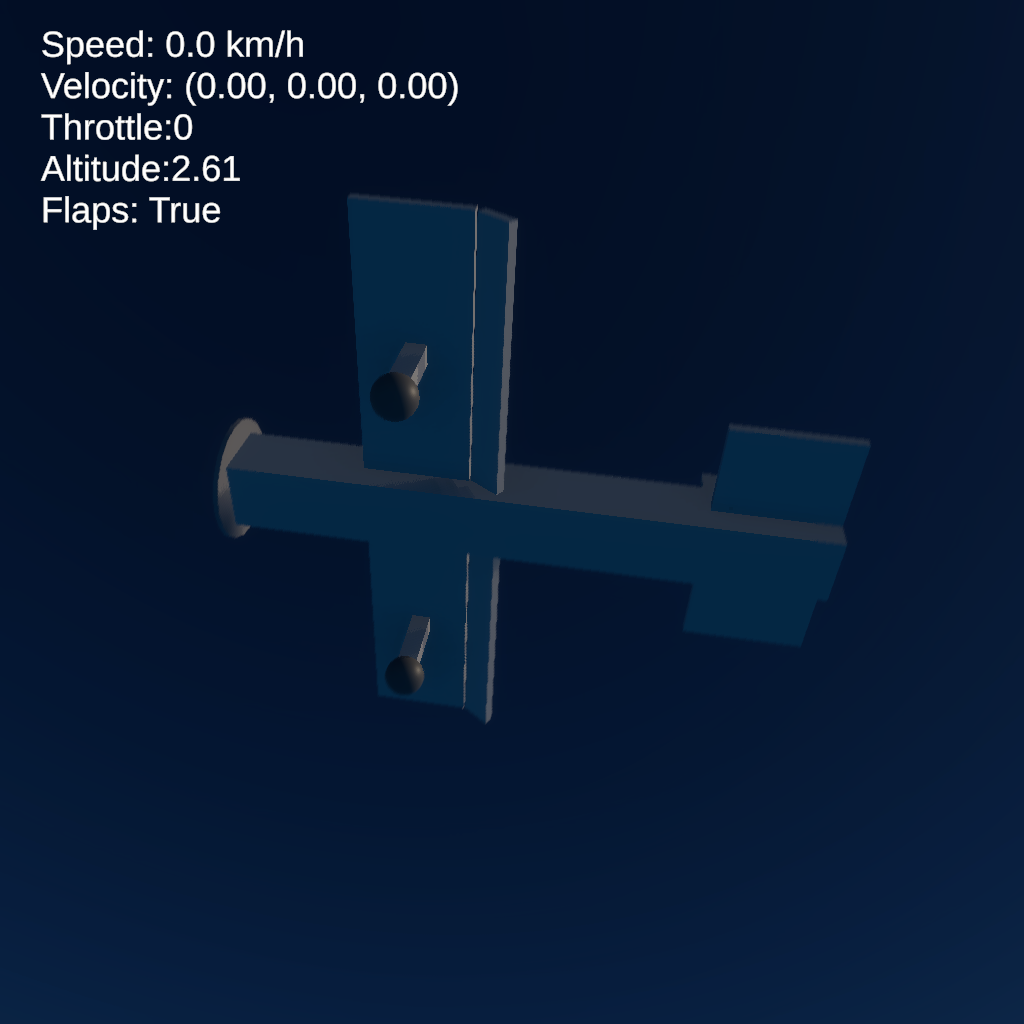 Speed: 0.0 km/h
Velocity: (0.00, 0.00, 0.00)
Throttle:0
Altitude:2.61
Flaps: True